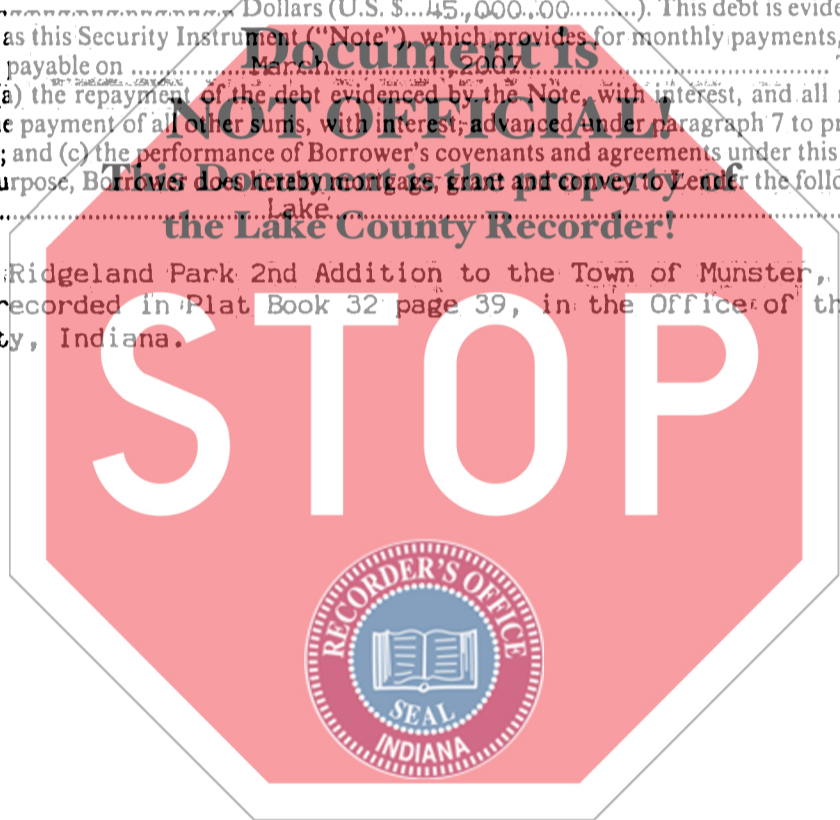 Dollars (U.S. $...45,000.00.........). This debt is evide
as this Security Instrument ("Note"), which provides for monthly payments,
payable on March 1, 2007
a) the repayment of the debt evidenced by the Note, with interest, and all
e payment of all other sums, with interest, advanced under paragraph 7 to pr
; and (c) the performance of Borrower's covenants and agreements under this
urpose, Borrower does hereby mortgage, grant and convey to Lender the follo
Lake
Document is
NOT OFFICIAL!
This Document is the property of
the Lake County Recorder!
Ridgeland Park 2nd Addition to the Town of Munster,
ecorded in Plat Book 32 page 39, in the Office of th
ty, Indiana.
STOP
RECORDER'S OFFICE
SEAL
INDIANA